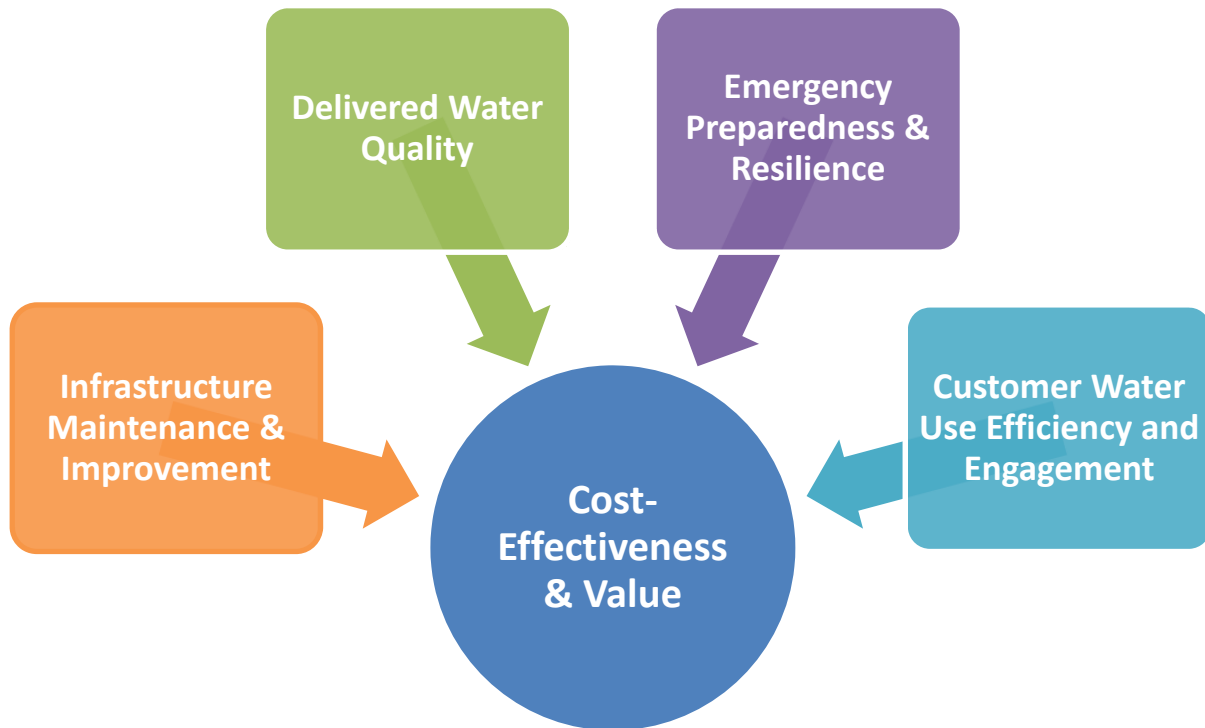 Delivered Water
Quality
Emergency
Preparedness &
Resilience
Infrastructure
Maintenance &
Improvement
Customer Water
Use Efficiency and
Engagement
Cost-
Effectiveness
& Value